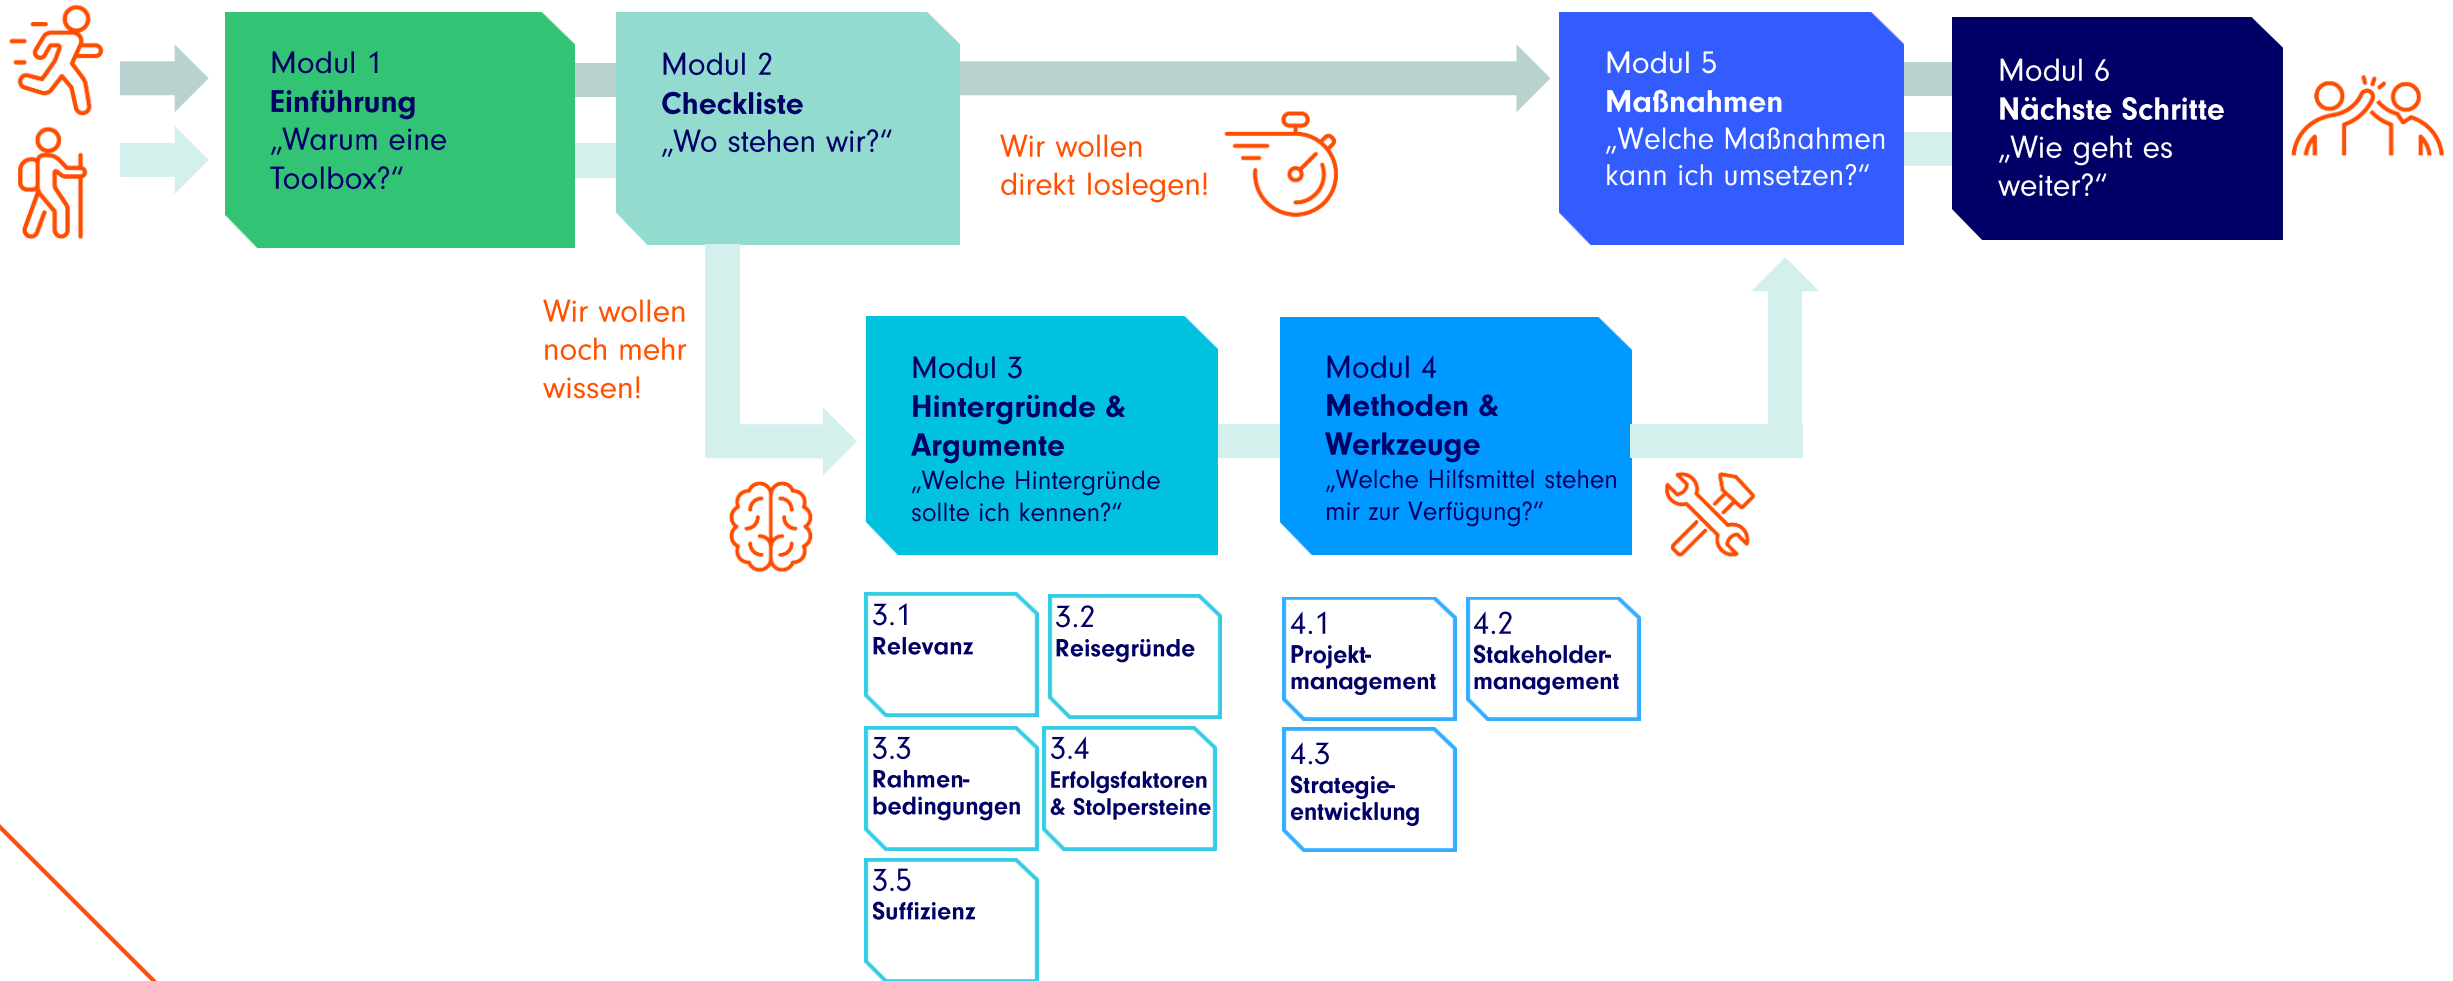 Modul 1
Einführung
„Warum eine
Toolbox?“
Modul 2
Checkliste
„Wo stehen wir?“
Wir wollen
direkt loslegen!
Modul 5
Maßnahmen
„Welche Maßnahmen
kann ich umsetzen?“
Modul 6
Nächste Schritte
„Wie geht es
weiter?“
Wir wollen
noch mehr
wissen!
Modul 3
Hintergründe &
Argumente
„Welche Hintergründe
sollte ich kennen?“
Modul 4
Methoden &
Werkzeuge
„Welche Hilfsmittel stehen
mir zur Verfügung?“
3.1
Relevanz
3.2
Reisegründe
3.3
Rahmen-
bedingungen
3.4
Erfolgsfaktoren
& Stolpersteine
3.5
Suffizienz
4.1
Projekt-
management
4.2
Stakeholder-
management
4.3
Strategie-
entwicklung